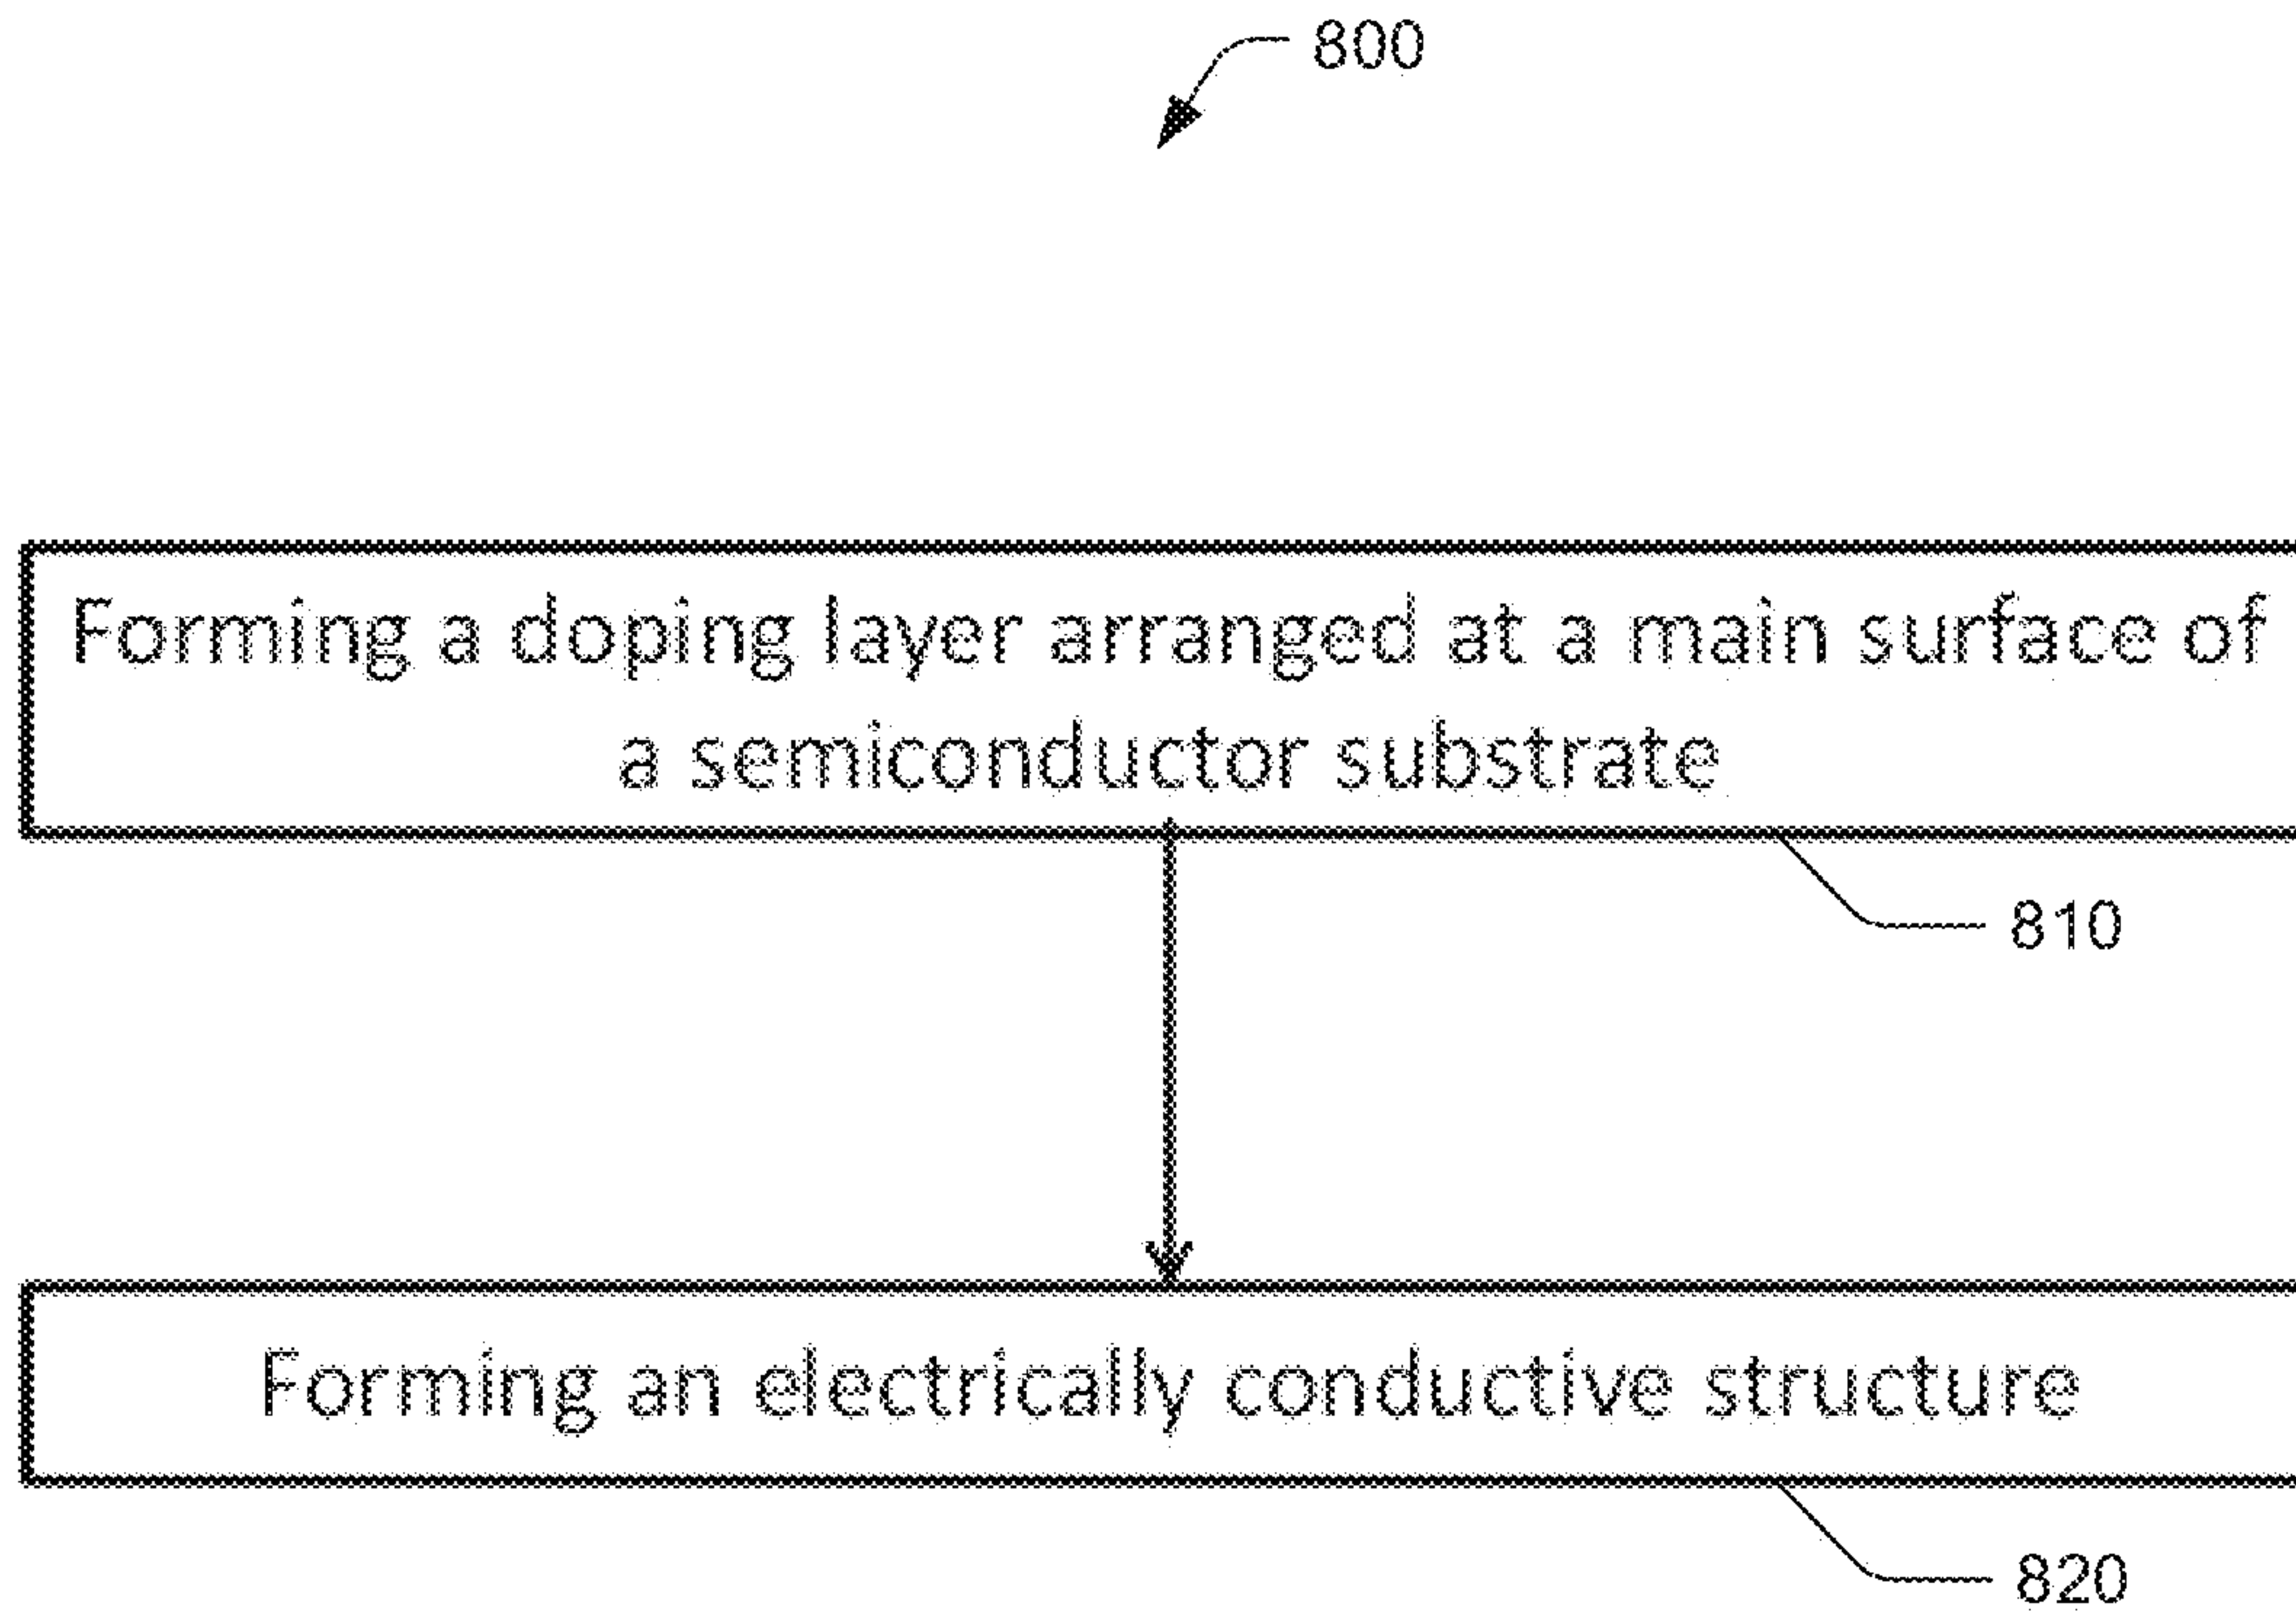 800
Forming a doping layer arranged at a main surface of
a semiconductor substrate
810
Forming an electrically conductive structure
820